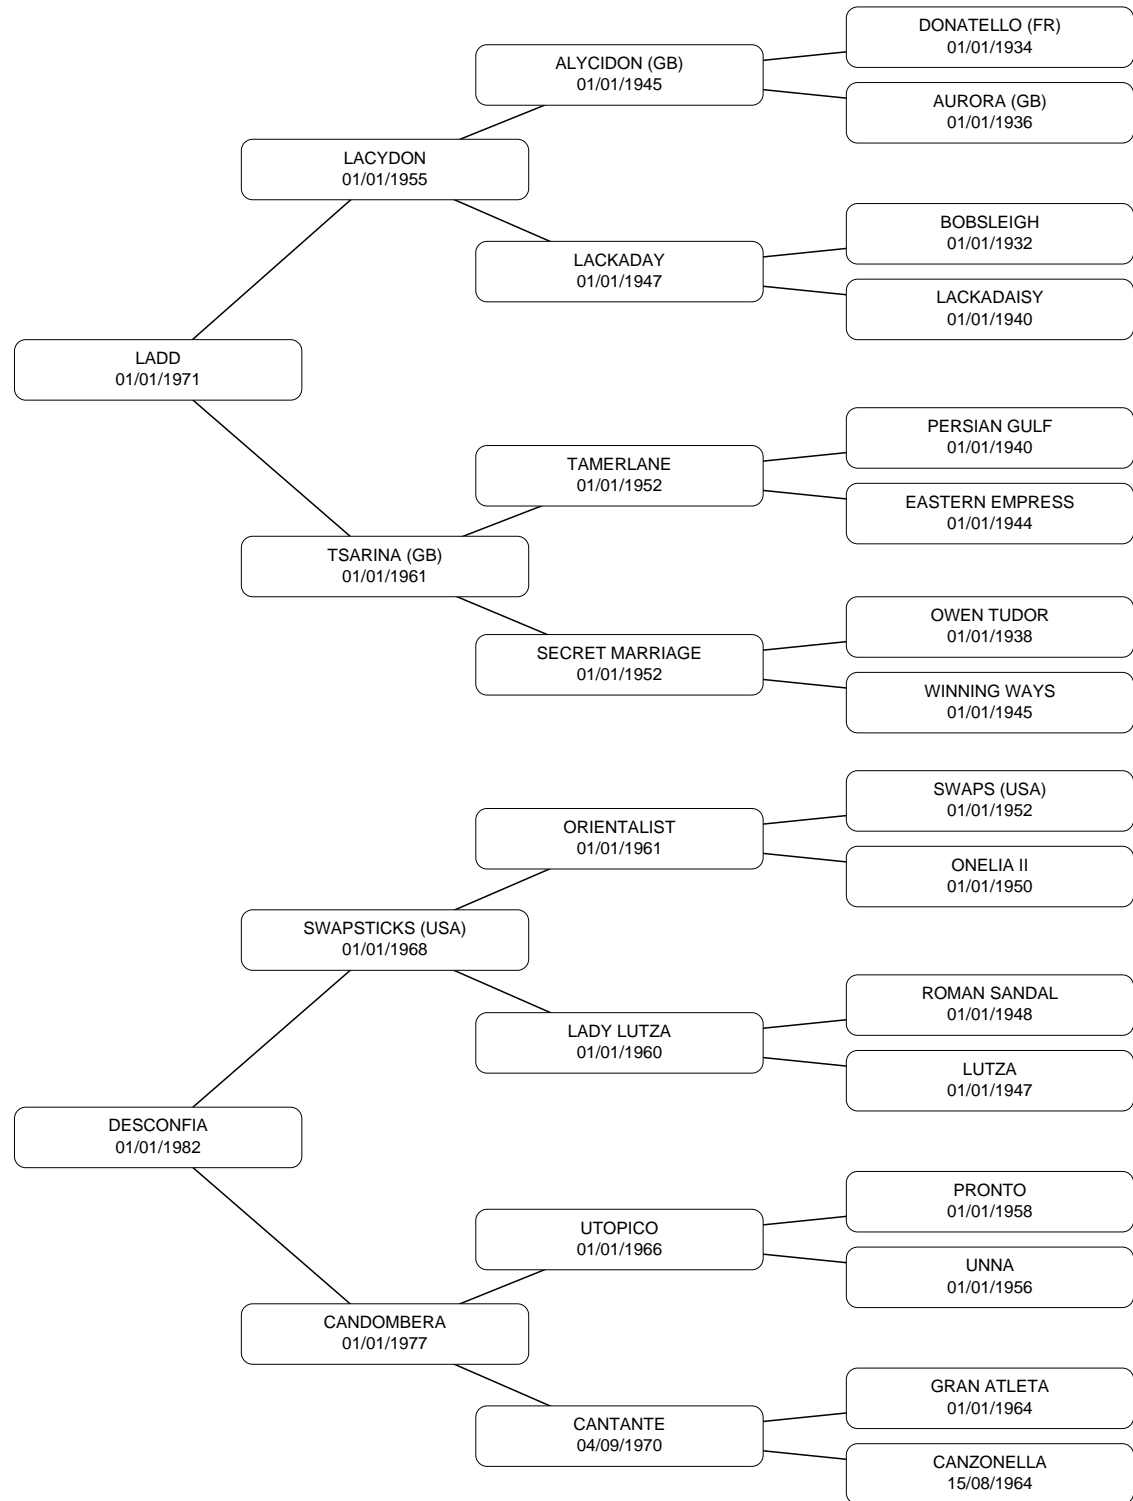 DONATELLO (FR)
01/01/1934
ALYCIDON (GB)
01/01/1945
AURORA (GB)
01/01/1936
LACYDON
01/01/1955
BOBSLEIGH
01/01/1932
LACKADAY
01/01/1947
LACKADAISY
01/01/1940
LADD
01/01/1971
PERSIAN GULF
01/01/1940
TAMERLANE
01/01/1952
EASTERN EMPRESS
01/01/1944
TSARINA (GB)
01/01/1961
OWEN TUDOR
01/01/1938
SECRET MARRIAGE
01/01/1952
WINNING WAYS
01/01/1945
SWAPS (USA)
01/01/1952
ORIENTALIST
01/01/1961
ONELIA II
01/01/1950
SWAPSTICKS (USA)
01/01/1968
ROMAN SANDAL
01/01/1948
LADY LUTZA
01/01/1960
LUTZA
01/01/1947
DESCONFIA
01/01/1982
PRONTO
01/01/1958
UTOPICO
01/01/1966
UNNA
01/01/1956
CANDOMBERA
01/01/1977
GRAN ATLETA
01/01/1964
CANTANTE
04/09/1970
CANZONELLA
15/08/1964